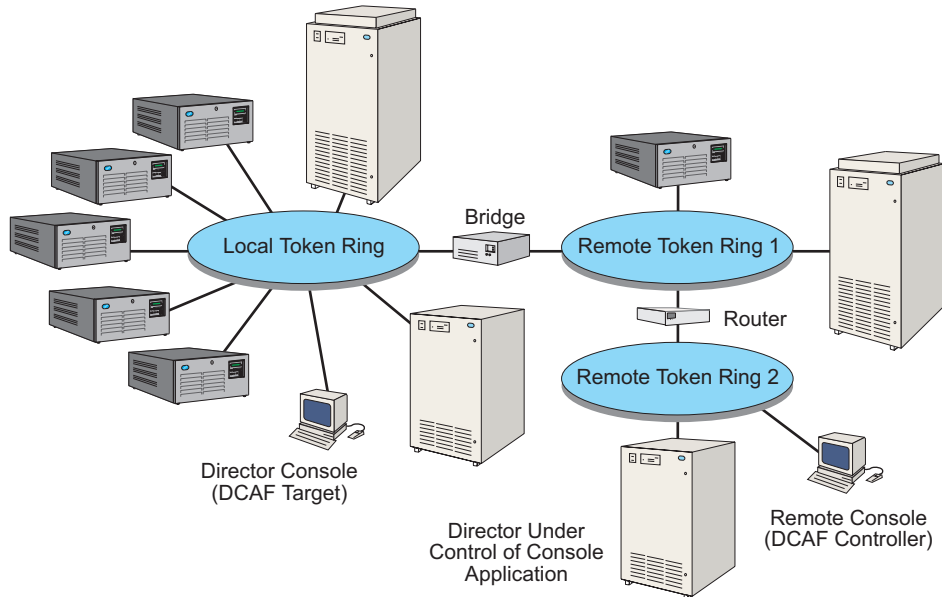 Bridge
Local Token Ring
Remote Token Ring 1
Router
Remote Token Ring 2
Director Console
(DCAF Target)
Director Under
Control of Console
Application
Remote Console
(DCAF Controller)